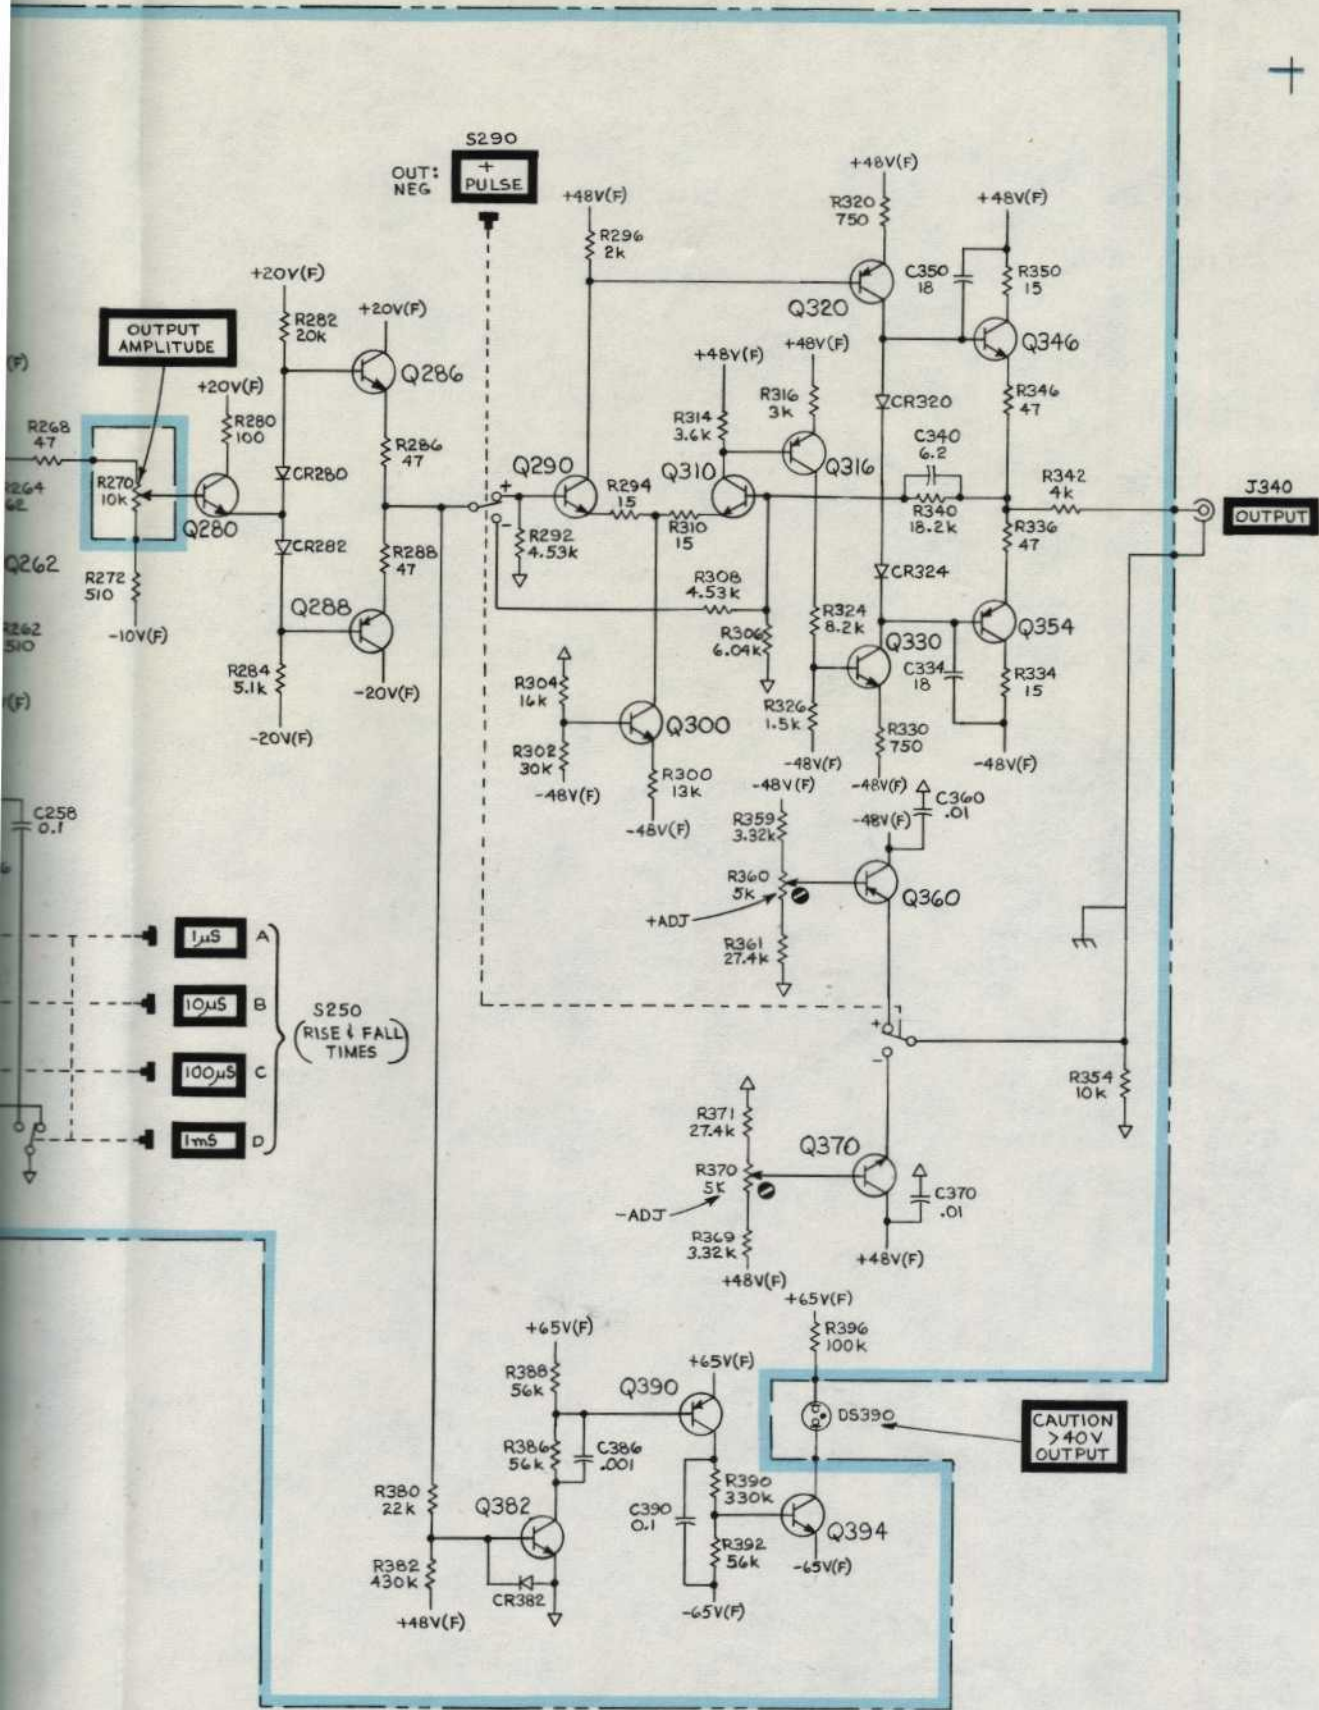 S290
OUT:
NEG
+
PULSE
+48V(F)
R296
2k
+48V(F)
R320
750
+48V(F)
C350
18
R350
15
Q320
Q346
+20V(F)
R282
20k
+20V(F)
OUTPUT
AMPLITUDE
Q286
+20V(F)
R280
100
(F)
R268
47
R270
10k
Q280
CR280
CR282
R286
47
R288
47
Q288
R272
510
-10V(F)
R284
5.1k
-20V(F)
-20V(F)
Q262
+48V(F)
+48V(F)
R314
3.6k
R316
3k
CR320
R346
47
C340
6.2
Q290
R294
15
Q310
R310
15
Q316
R340
18.2k
R342
4k
J340
OUTPUT
+
-
R292
4.53k
R308
4.53k
R306
6.04k
R336
47
CR324
R324
8.2k
Q330
C334
18
Q354
R334
15
R304
16k
Q300
R302
30k
-48V(F)
R300
13k
-48V(F)
R326
1.5k
-48V(F)
R330
750
-48V(F)
-48V(F)
-48V(F)
R359
3.32k
-48V(F)
C360
.01
R360
5k
Q360
+ADJ
R361
27.4k
C258
0.1
1µS A
10µS B
100µS C
1mS D
S250
(RISE & FALL
TIMES)
+
-
R354
10k
R371
27.4k
Q370
R370
5K
-ADJ
C370
.01
R369
3.32k
+48V(F)
+48V(F)
+65V(F)
R396
100k
+65V(F)
R388
56k
+65V(F)
Q390
DS390
CAUTION
>40V
OUTPUT
R386
56k
C386
.001
R380
22k
Q382
C390
0.1
R390
330k
Q394
R392
56k
-65V(F)
R382
430k
CR382
+48V(F)
-65V(F)